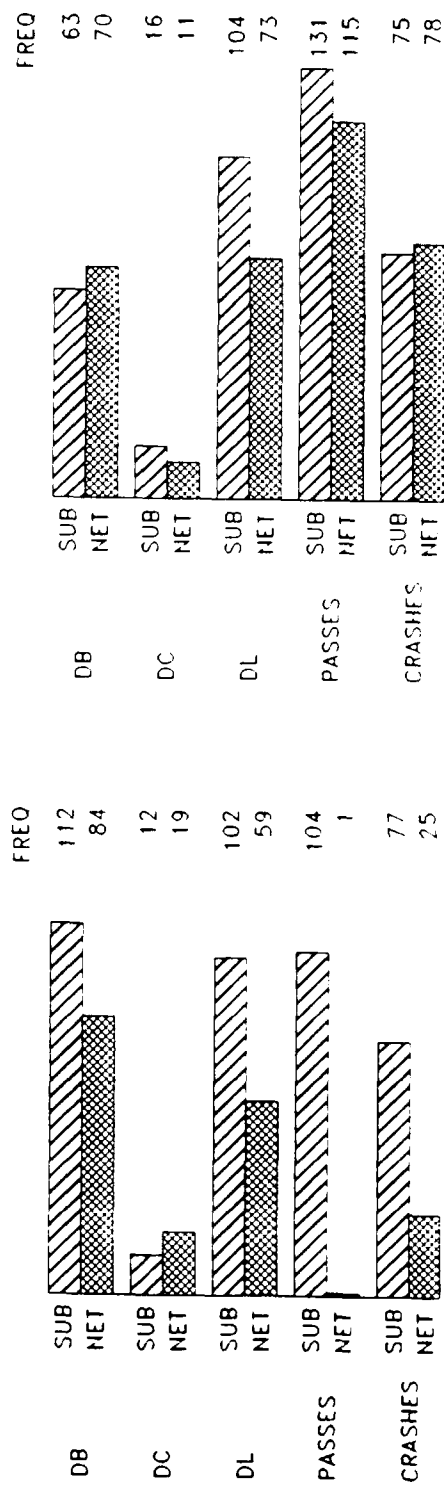 FREQ
SUB 112
DB
NET 84
SUB 12
DC
NET 19
SUB 102
DL
NET 59
SUB 104
PASSES
NET 1
SUB 77
CRASHES
NET 25
FREQ
SUB 63
DB
NET 70
SUB 16
DC
NET 11
SUB 104
DL
NET 73
SUB 131
PASSES
NET 115
SUB 75
CRASHES
NET 78